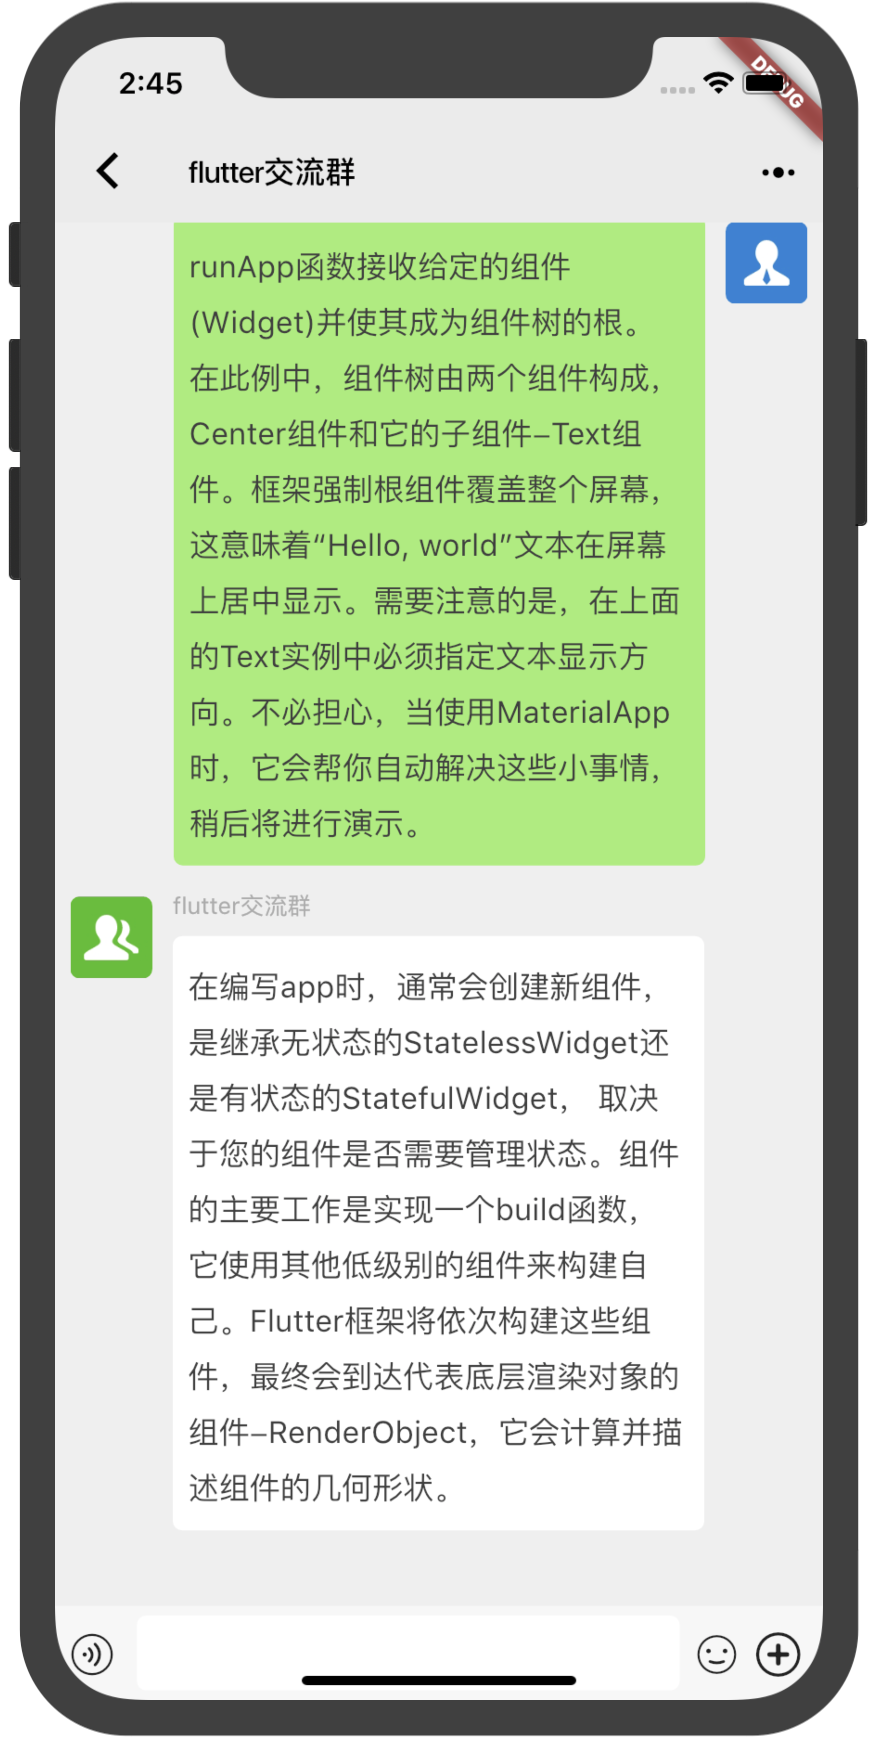 2:45
DEBUG
flutter交流群
runApp函数接收给定的组件
(Widget)并使其成为组件树的根。
在此例中，组件树由两个组件构成，
Center组件和它的子组件–Text组
件。框架强制根组件覆盖整个屏幕，
这意味着“Hello, world”文本在屏幕
上居中显示。需要注意的是，在上面
的Text实例中必须指定文本显示方
向。不必担心，当使用MaterialApp
时，它会帮你自动解决这些小事情，
稍后将进行演示。
flutter交流群
在编写app时，通常会创建新组件，
是继承无状态的StatelessWidget还
是有状态的StatefulWidget， 取决
于您的组件是否需要管理状态。组件
的主要工作是实现一个build函数，
它使用其他低级别的组件来构建自
己。Flutter框架将依次构建这些组
件，最终会到达代表底层渲染对象的
组件–RenderObject，它会计算并描
述组件的几何形状。